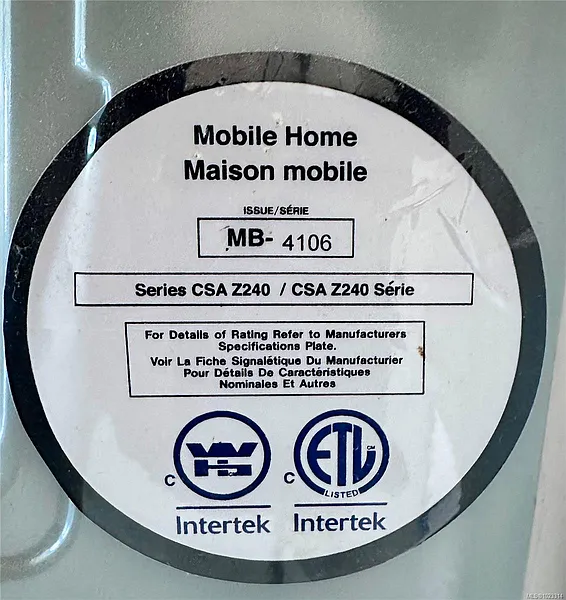 Mobile Home
Maison mobile
ISSUE/SÉRIE
MB- 4106
Series CSA Z240 / CSA Z240 Série
For Details of Rating Refer to Manufacturers
Specifications Plate.
Voir La Fiche Signalétique Du Manufacturier
Pour Détails De Caractéristiques
Nominales Et Autres
C WH C ETL CM
LISTED
Intertek Intertek